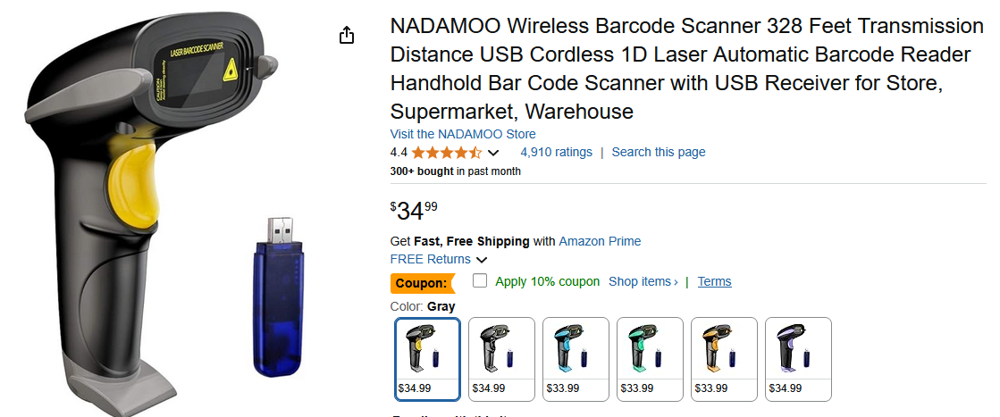 LASER BARCODE SCANNER
CAUTION
NADAMOO Wireless Barcode Scanner 328 Feet Transmission
Distance USB Cordless 1D Laser Automatic Barcode Reader
Handhold Bar Code Scanner with USB Receiver for Store,
Supermarket, Warehouse
Visit the NADAMOO Store
4.4
4,910 ratings | Search this page
300+ bought in past month
$34 99
Get Fast, Free Shipping with Amazon Prime
FREE Returns
Coupon: Apply 10% coupon Shop items › | Terms
Color: Gray
$34.99 $34.99 $33.99 $33.99 $33.99 $34.99